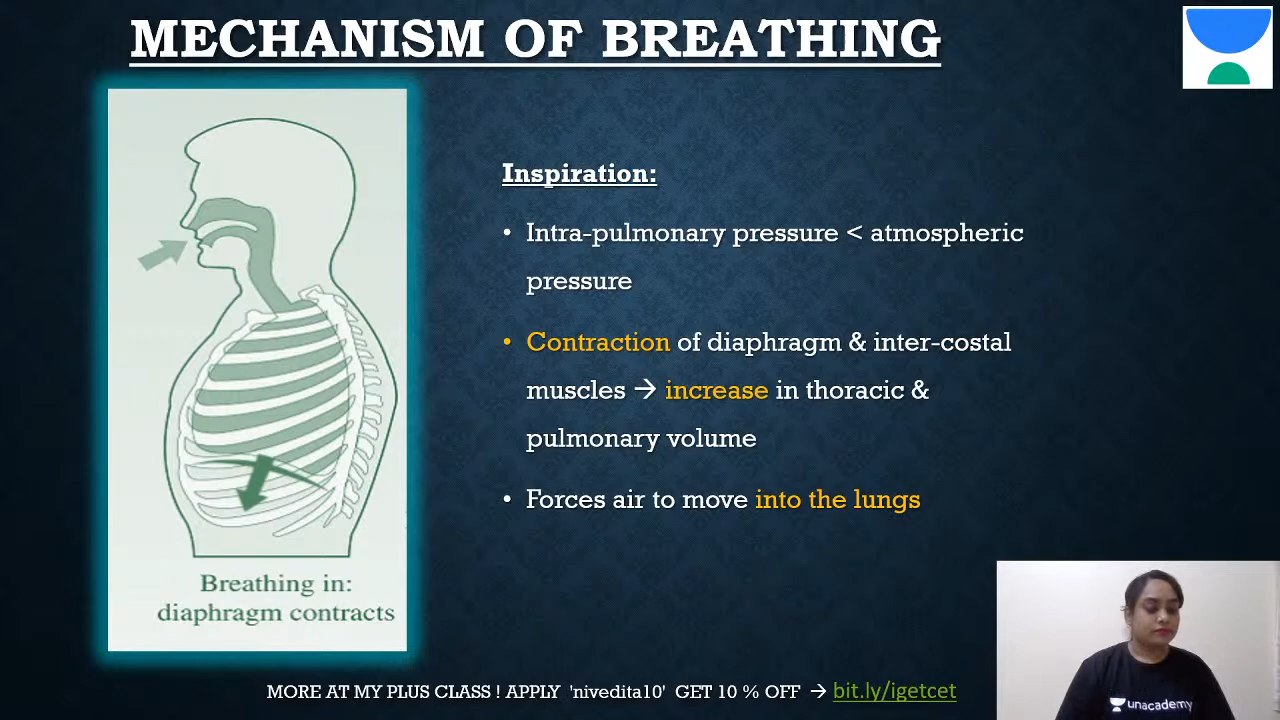 MECHANISM OF BREATHING
Inspiration:
• Intra-pulmonary pressure < atmospheric
pressure
• Contraction of diaphragm & inter-costal
muscles → increase in thoracic &
pulmonary volume
• Forces air to move into the lungs
Breathing in:
diaphragm contracts
unacademy
MORE AT MY PLUS CLASS ! APPLY 'nivedita10' GET 10 % OFF → bit.ly/igetcet